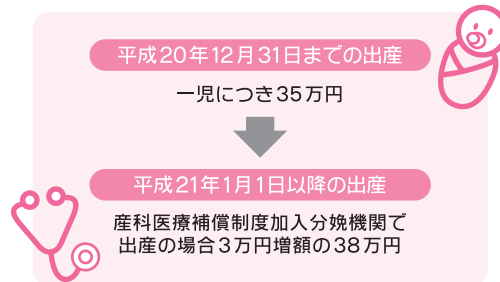 平成20年12月31日までの出産
一児につき35万円
平成21年1月1日以降の出産
産科医療補償制度加入分娩機関で
出産の場合3万円増額の38万円